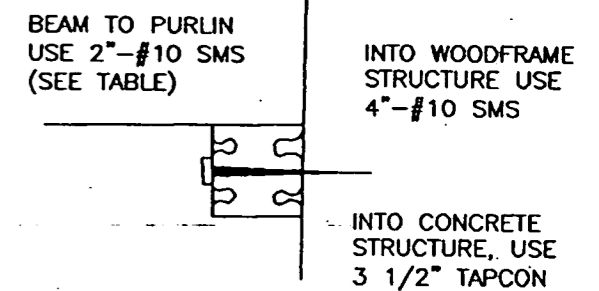 BEAM TO PURLIN
USE 2"-#10 SMS
(SEE TABLE)
INTO WOODFRAME
STRUCTURE USE
4"-#10 SMS
INTO CONCRETE
STRUCTURE, USE
3 1/2" TAPCON